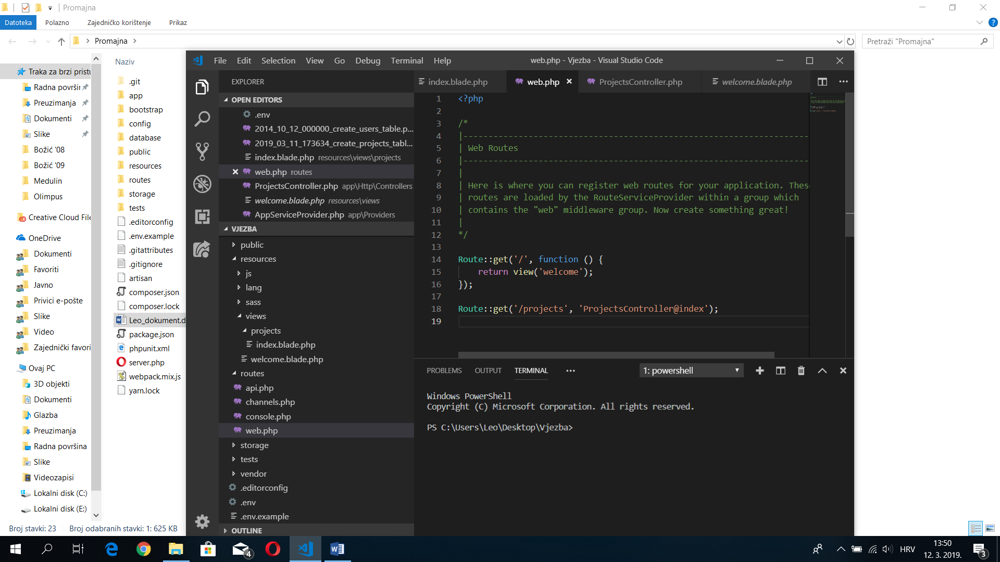 Promajna
Datoteka
Polazno
Zajedničko korištenje
Prikaz
Promajna
Pretraži "Promajna"
Traka za brzi pristu
Radna površin
Preuzimanja
Dokumenti
Slike
Božić '08
Božić '09
Medulin
Olimpus
Creative Cloud File
OneDrive
Dokumenti
Favoriti
Javno
Privici e-pošte
Slike
Video
Zajednički favori
Ovaj PC
3D objekti
Dokumenti
Glazba
Preuzimanja
Radna površina
Slike
Videozapisi
Lokalni disk (C:)
Lokalni disk (E:)
Naziv
.git
app
bootstrap
config
database
public
resources
routes
storage
tests
.editorconfig
.env.example
.gitattributes
.gitignore
artisan
composer.json
composer.lock
Leo_dokument.d
package.json
phpunit.xml
server.php
webpack.mix.js
yarn.lock
Broj stavki: 23
Broj odabranih stavki: 1: 625 KB
File Edit Selection View Go Debug Terminal Help
web.php - Vjezba - Visual Studio Code
EXPLORER
OPEN EDITORS
.env
2014_10_12_000000_create_users_table.p...
2019_03_11_173634_create_projects_tabl...
index.blade.php resources\views\projects
web.php routes
ProjectsController.php app\Http\Controllers
welcome.blade.php resources\views
AppServiceProvider.php app\Providers
VJEZBA
public
resources
js
lang
sass
views
projects
index.blade.php
welcome.blade.php
routes
api.php
channels.php
console.php
web.php
storage
tests
vendor
.editorconfig
.env
.env.example
OUTLINE
index.blade.php
web.php
ProjectsController.php
welcome.blade.php
1 <?php
2
3 /*
4 |--------------------------------------------------------------------------
5 | Web Routes
6 |--------------------------------------------------------------------------
7 |
8 | Here is where you can register web routes for your application. These
9 | routes are loaded by the RouteServiceProvider within a group which
10 | contains the "web" middleware group. Now create something great!
11 |
12 */
13
14 Route::get('/', function () {
15 return view('welcome');
16 });
17
18 Route::get('/projects', 'ProjectsController@index');
19
PROBLEMS OUTPUT TERMINAL
1: powershell
Windows PowerShell
Copyright (C) Microsoft Corporation. All rights reserved.
PS C:\Users\Leo\Desktop\Vjezba>
4
HRV
13:50
12. 3. 2019.
3